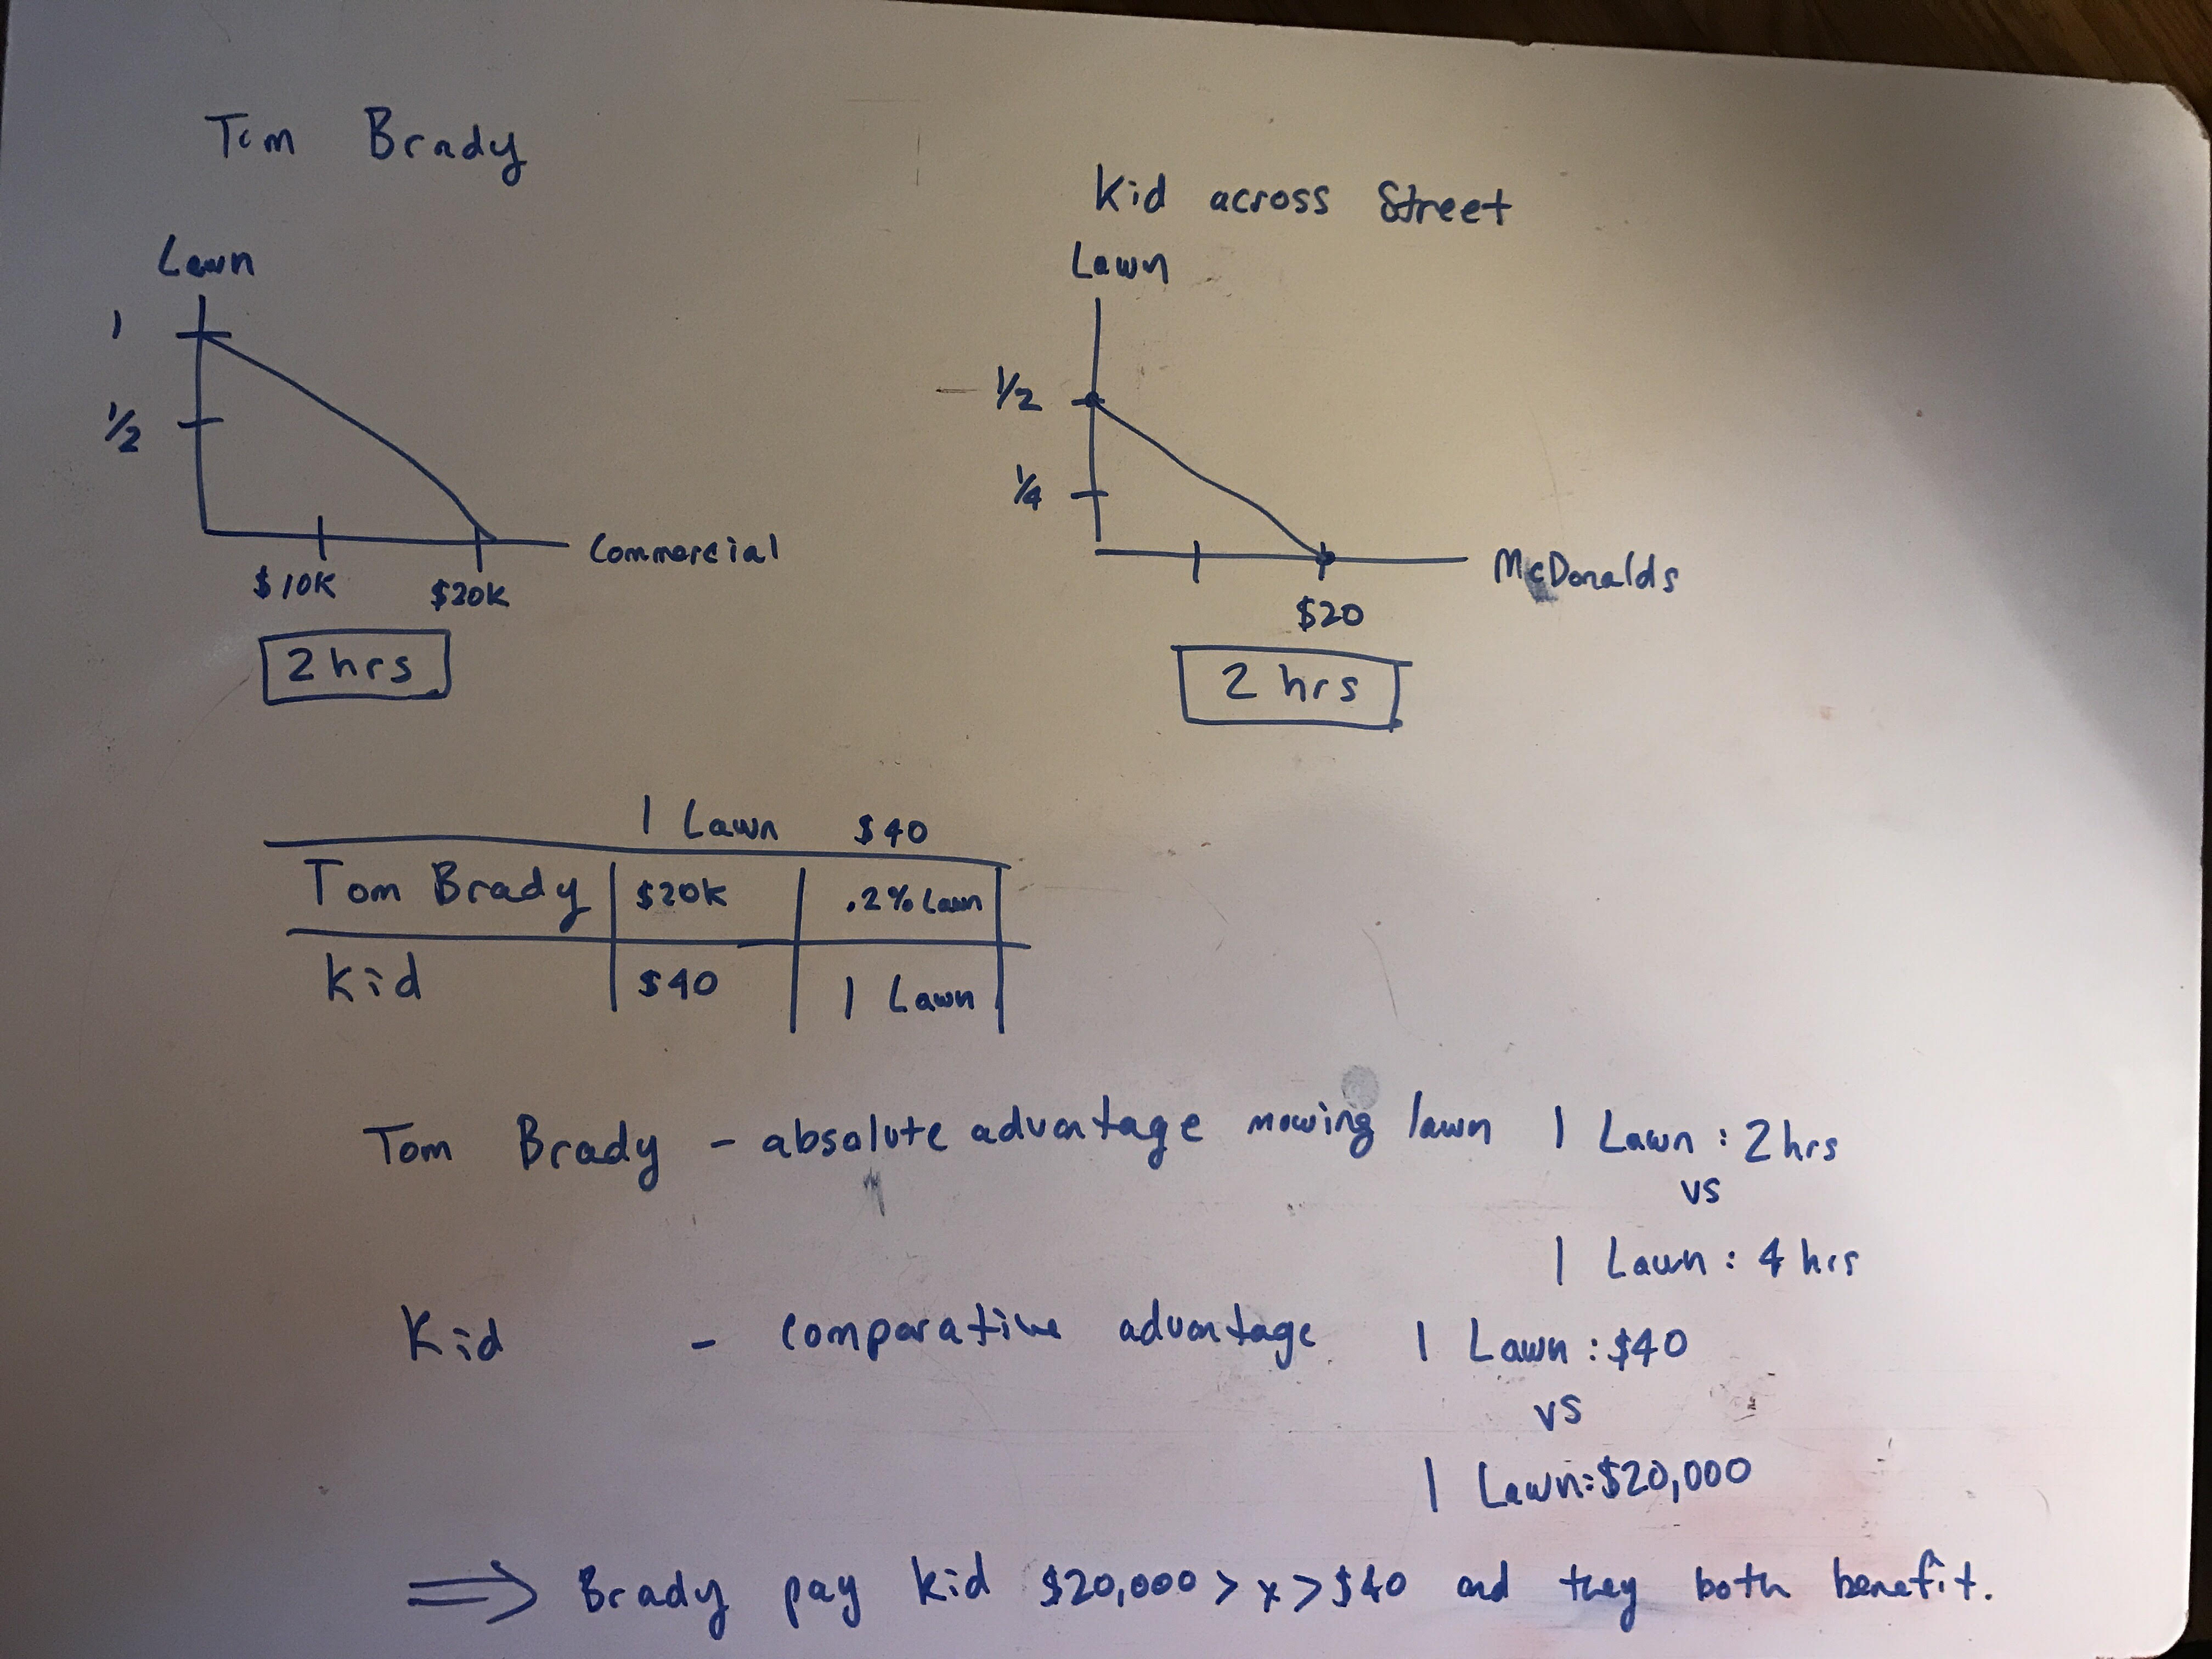 Tom Brady
Lawn
1
1/2
$10K
$20K
Commercial
2 hrs
Kid across Street
Lawn
1/2
1/4
$20
McDonalds
2 hrs
1 Lawn $40
Tom Brady $20K .2% Lawn
Kid $40 1 Lawn
Tom Brady - absolute advantage mowing lawn 1 Lawn : 2 hrs
vs
1 Lawn : 4 hrs
Kid - comparative advantage 1 Lawn : $40
vs
1 Lawn : $20,000
⟹ Brady pay kid $20,000 > x > $40 and they both benefit.